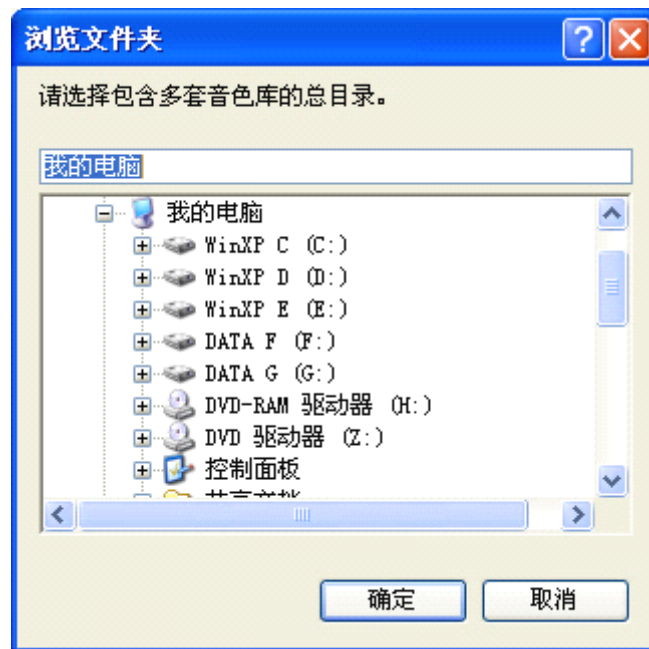 浏览文件夹
请选择包含多套音色库的总目录。
我的电脑
我的电脑
WinXP C (C:)
WinXP D (D:)
WinXP E (E:)
DATA F (F:)
DATA G (G:)
DVD-RAM 驱动器 (H:)
DVD 驱动器 (Z:)
控制面板
确定
取消